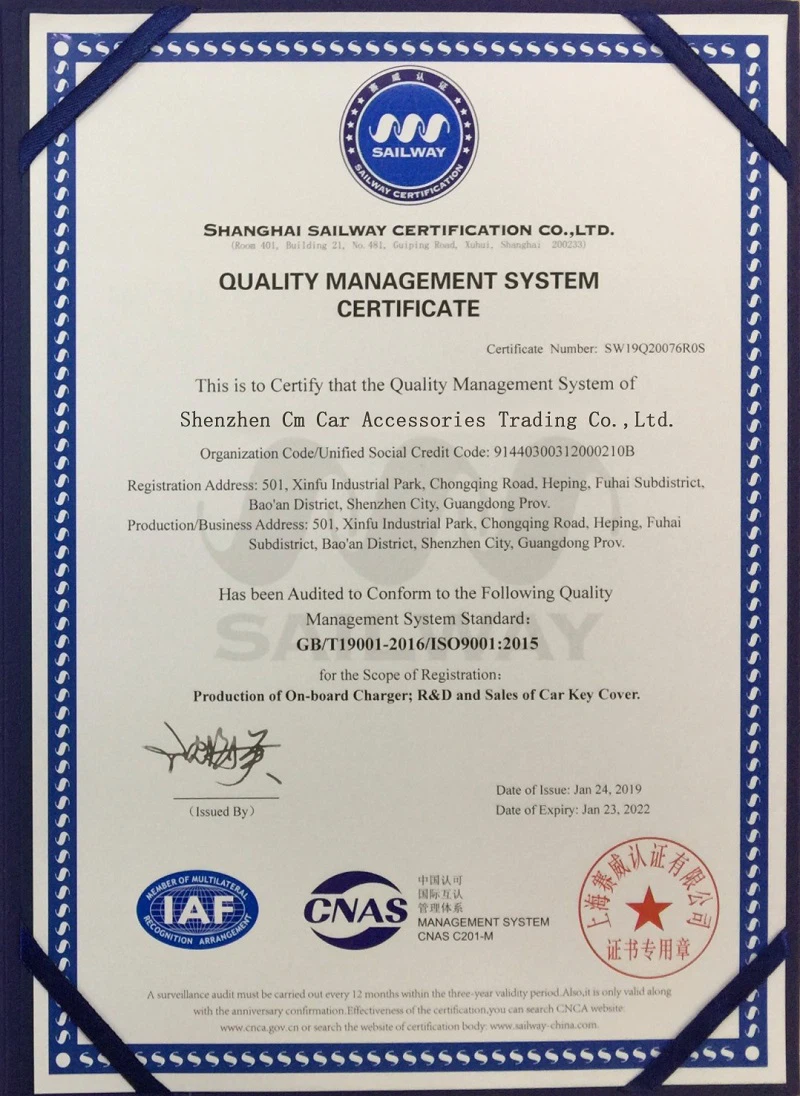 赛威认证
SAILWAY
SAILWAY CERTIFICATION
SHANGHAI SAILWAY CERTIFICATION CO.,LTD.
(Room 401, Building 21, No. 481, Guiping Road, Xuhui, Shanghai 200233)
QUALITY MANAGEMENT SYSTEM
CERTIFICATE
Certificate Number: SW19Q20076R0S
This is to Certify that the Quality Management System of
Shenzhen Cm Car Accessories Trading Co.,Ltd.
Organization Code/Unified Social Credit Code: 91440300312000210B
Registration Address: 501, Xinfu Industrial Park, Chongqing Road, Heping, Fuhai Subdistrict,
Bao'an District, Shenzhen City, Guangdong Prov.
Production/Business Address: 501, Xinfu Industrial Park, Chongqing Road, Heping, Fuhai
Subdistrict, Bao'an District, Shenzhen City, Guangdong Prov.
Has been Audited to Conform to the Following Quality
Management System Standard:
SAILWAY
GB/T19001-2016/ISO9001:2015
for the Scope of Registration:
Production of On-board Charger; R&D and Sales of Car Key Cover.
(Issued By)
Date of Issue: Jan 24, 2019
Date of Expiry: Jan 23, 2022
MEMBER OF MULTILATERAL
IAF
RECOGNITION ARRANGEMENT
CNAS
中国认可
国际互认
管理体系
MANAGEMENT SYSTEM
CNAS C201-M
上海赛威认证有限公司
证书专用章
A surveillance audit must be carried out every 12 months within the three-year validity period.Also,it is only valid along
with the anniversary confirmation.Effectiveness of the certification,you can search CNCA website:
www.cnca.gov.cn or search the website of certification body: www.sailway-china.com.